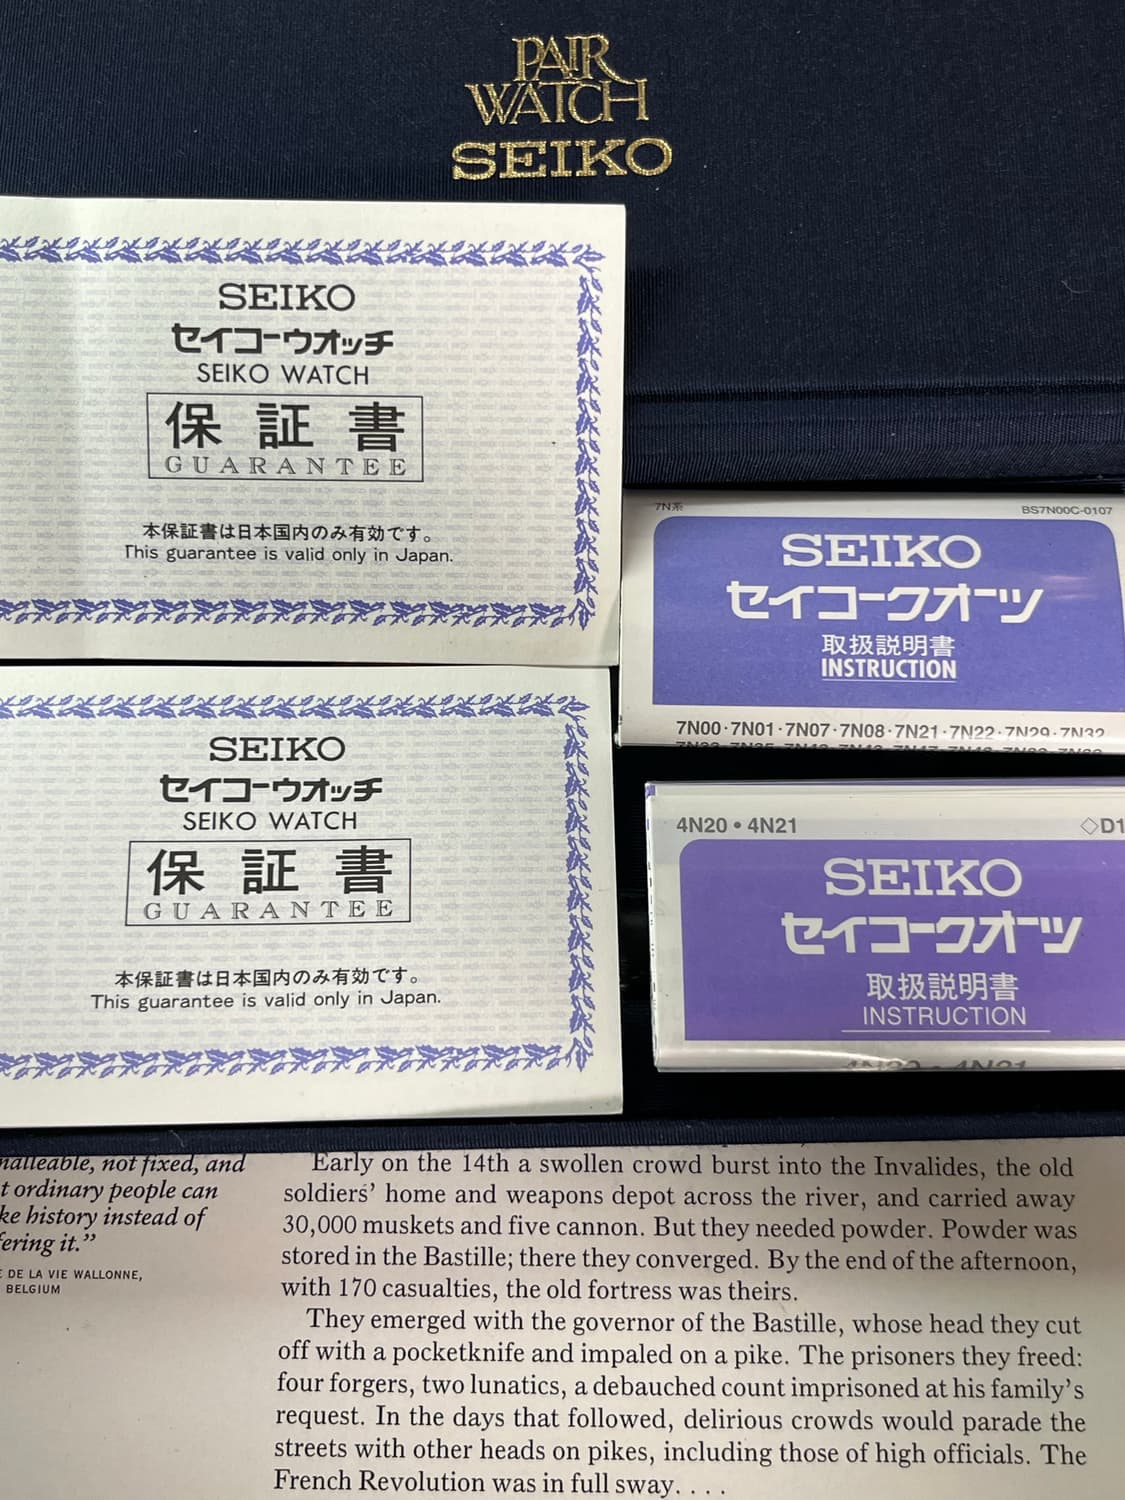 PAIR
WATCH
SEIKO
SEIKO
セイコーウオッチ
SEIKO WATCH
保証書
GUARANTEE
本保証書は日本国内のみ有効です。
This guarantee is valid only in Japan.
7N系
BS7N00C-0107
SEIKO
セイコークオーツ
取扱説明書
INSTRUCTION
7N00・7N01・7N07・7N08・7N21・7N22・7N29・7N32
SEIKO
セイコーウオッチ
SEIKO WATCH
保証書
GUARANTEE
本保証書は日本国内のみ有効です。
This guarantee is valid only in Japan.
4N20 • 4N21
◇D1
SEIKO
セイコークオーツ
取扱説明書
INSTRUCTION
4N20 • 4N21
malleable, not fixed, and
t ordinary people can
ke history instead of
fering it.”
E DE LA VIE WALLONNE,
BELGIUM
Early on the 14th a swollen crowd burst into the Invalides, the old
soldiers’ home and weapons depot across the river, and carried away
30,000 muskets and five cannon. But they needed powder. Powder was
stored in the Bastille; there they converged. By the end of the afternoon,
with 170 casualties, the old fortress was theirs.
They emerged with the governor of the Bastille, whose head they cut
off with a pocketknife and impaled on a pike. The prisoners they freed:
four forgers, two lunatics, a debauched count imprisoned at his family’s
request. In the days that followed, delirious crowds would parade the
streets with other heads on pikes, including those of high officials. The
French Revolution was in full sway. . . .